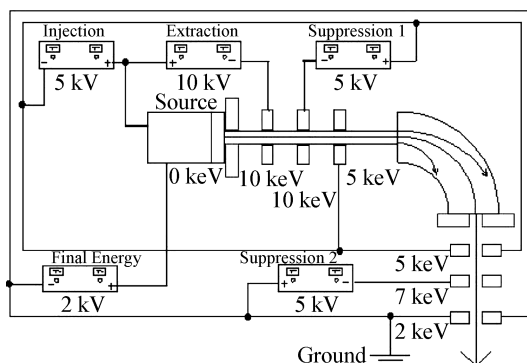 Injection
Extraction
Suppression 1
- +
+ -
- +
5 kV
10 kV
5 kV
Source
0 keV
10 keV
10 keV
5 keV
Final Energy
Suppression 2
- +
+ -
2 kV
5 kV
5 keV
7 keV
2 keV
Ground